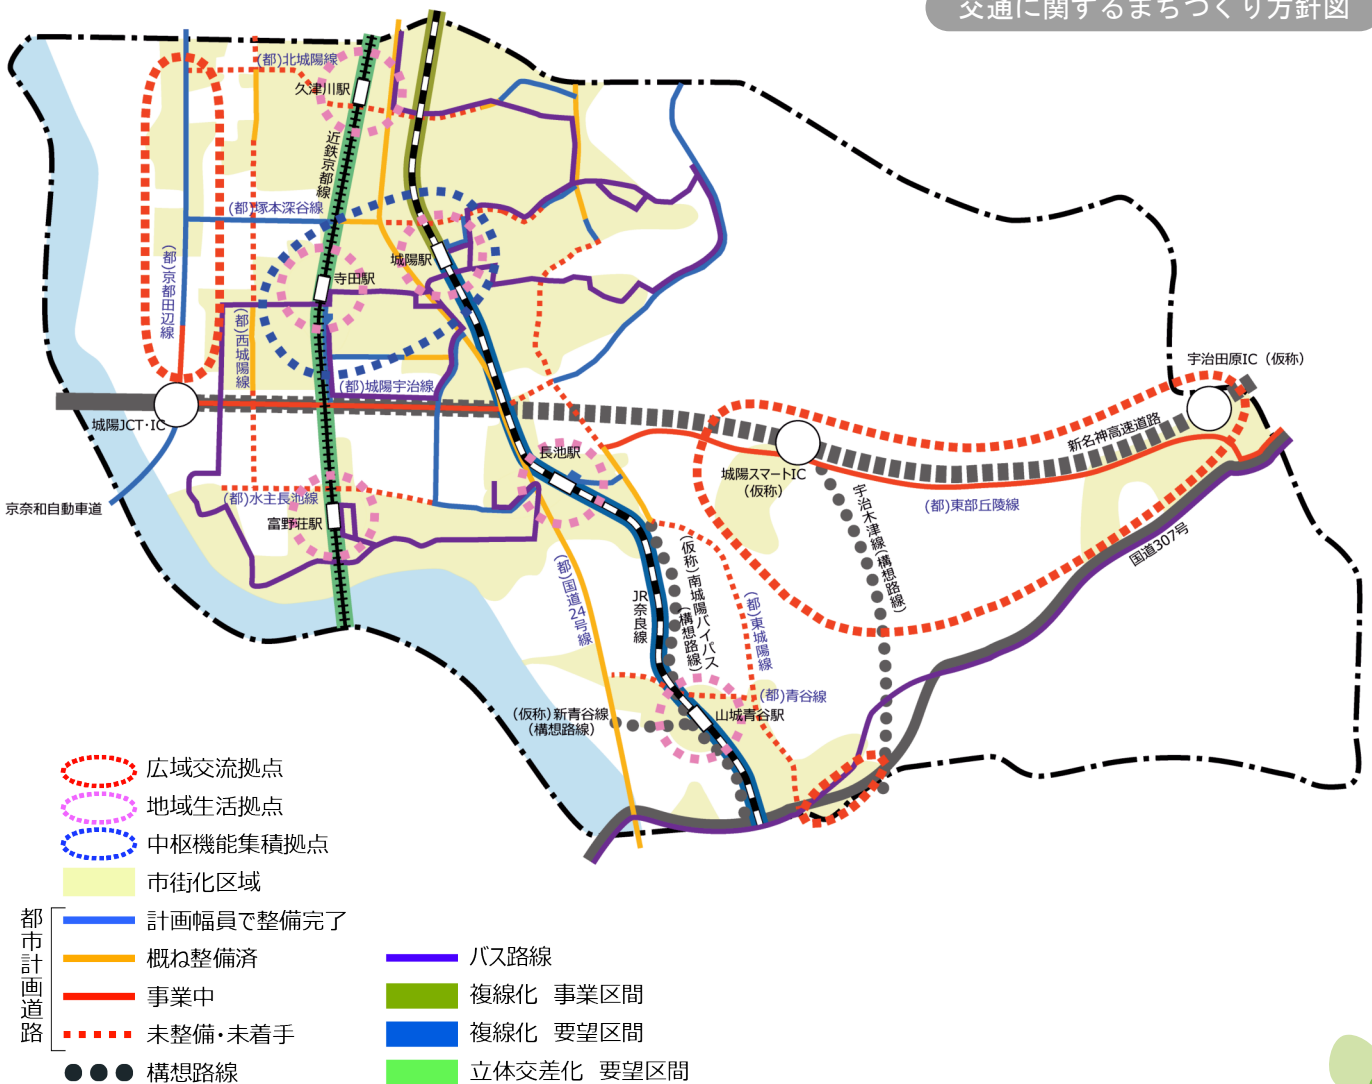 交通に関するまちづくり方針図
(都)北城陽線
久津川駅
近鉄京都線
(都)塚本深谷線
(都)京都田辺線
城陽駅
寺田駅
(都)西城陽線
(都)城陽宇治線
城陽JCT・IC
京奈和自動車道
(都)水主長池線
富野荘駅
長池駅
城陽スマートIC
(仮称)
宇治田原IC(仮称)
新名神高速道路
(都)東部丘陵線
国道307号
宇治木津線(構想路線)
(仮称)南城陽バイパス
(構想路線)
JR奈良線
(都)国道24号線
(都)東城陽線
(都)青谷線
山城青谷駅
(仮称)新青谷線
(構想路線)
広域交流拠点
地域生活拠点
中枢機能集積拠点
市街化区域
都市計画道路
計画幅員で整備完了
概ね整備済
事業中
未整備・未着手
構想路線
バス路線
複線化 事業区間
複線化 要望区間
立体交差化 要望区間